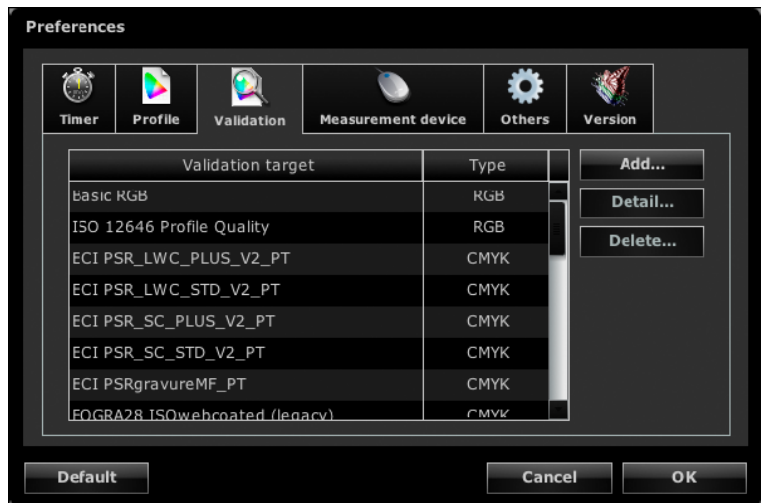 Preferences
Timer Profile Validation Measurement device Others Version
Validation target Type Add...
Basic RGB RGB Detail...
ISO 12646 Profile Quality RGB Delete...
ECI PSR_LWC_PLUS_V2_PT CMYK
ECI PSR_LWC_STD_V2_PT CMYK
ECI PSR_SC_PLUS_V2_PT CMYK
ECI PSR_SC_STD_V2_PT CMYK
ECI PSRgravureMF_PT CMYK
FOGRA28 ISOwebcoated (legacy) CMYK
Default Cancel OK